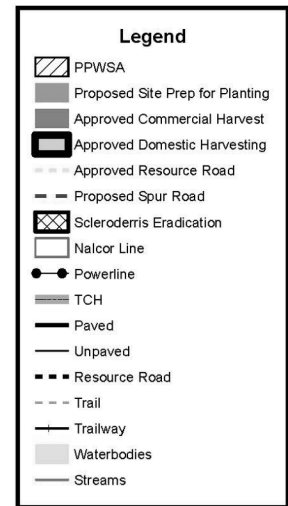 Legend
PPWSA
Proposed Site Prep for Planting
Approved Commercial Harvest
Approved Domestic Harvesting
Approved Resource Road
Proposed Spur Road
Scleroderris Eradication
Nalcor Line
Powerline
TCH
Paved
Unpaved
Resource Road
Trail
Trailway
Waterbodies
Streams